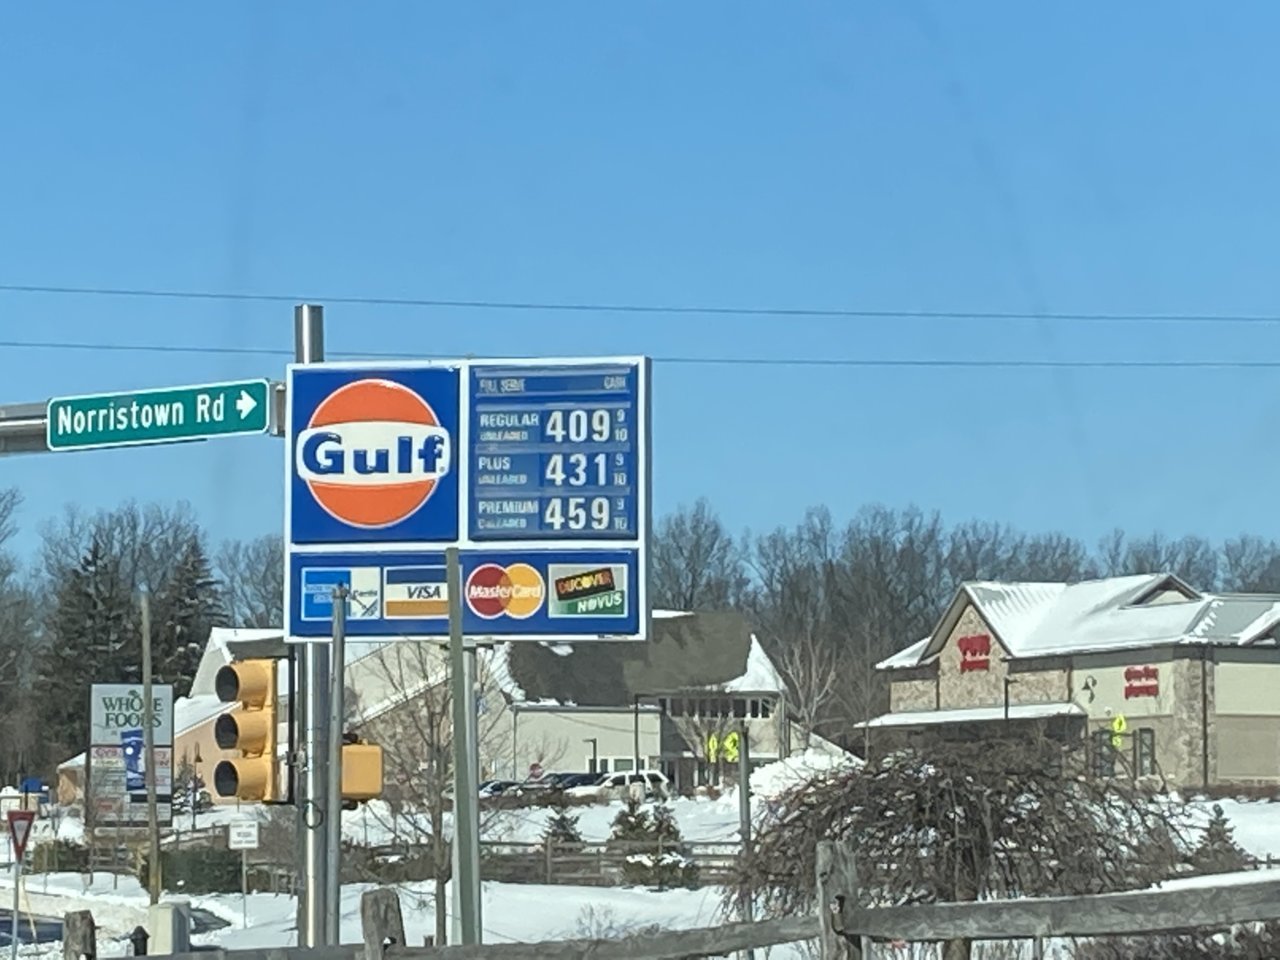 Norristown Rd
Gulf
FULL SERVE CASH
REGULAR UNLEADED 409 9/10
PLUS UNLEADED 431 9/10
PREMIUM UNLEADED 459 9/10
VISA
MasterCard
DISCOVER
NOVUS
WHOLE
FOODS